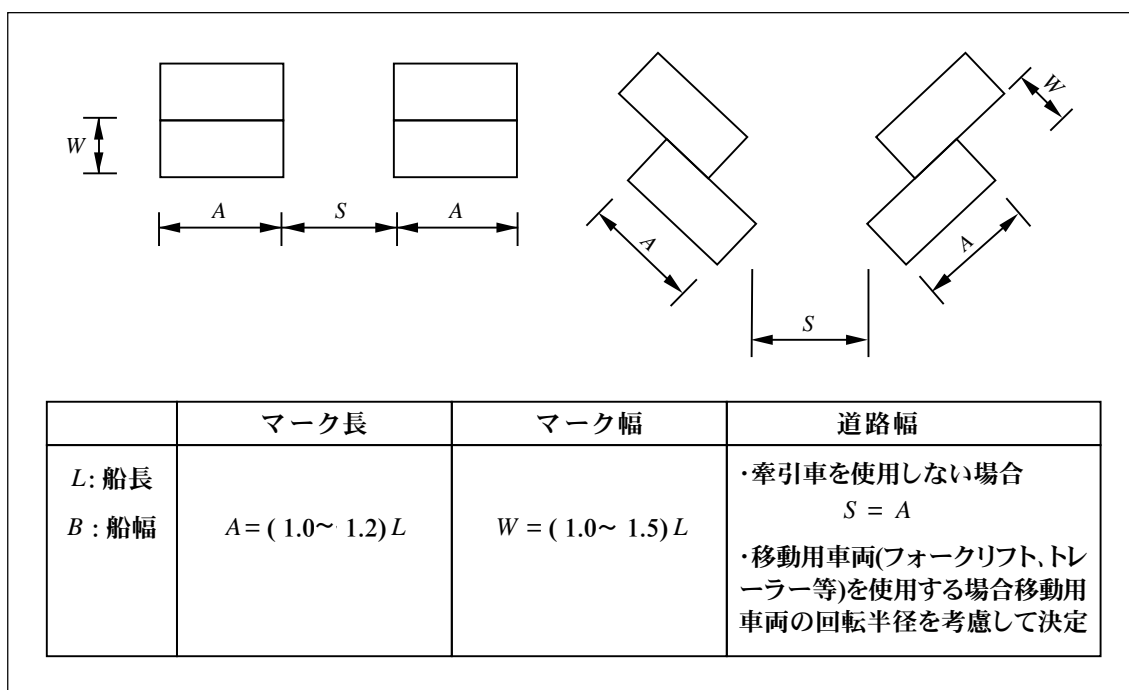 W
A
S
A
W
A
A
S
マーク長
マーク幅
道路幅
L: 船長
B : 船幅
A = ( 1.0～ 1.2) L
W = ( 1.0～ 1.5) L
・牽引車を使用しない場合
S = A
・移動用車両(フォークリフト、トレ
ーラー等)を使用する場合移動用
車両の回転半径を考慮して決定